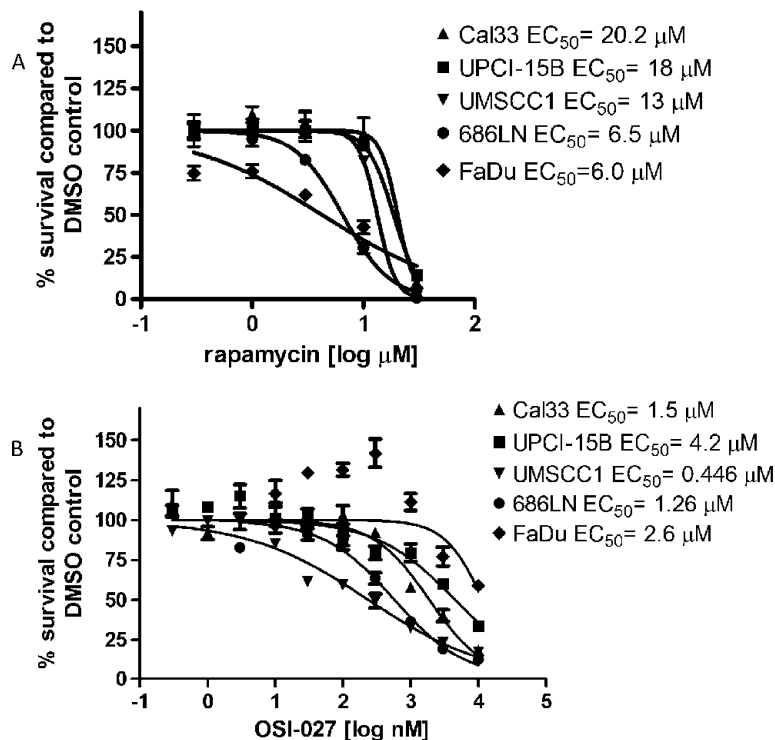 A
% survival compared to
DMSO control
150
125
100
75
50
25
0
-1
0
1
2
rapamycin [log μM]
Cal33 EC50= 20.2 μM
UPCI-15B EC50= 18 μM
UMSCC1 EC50= 13 μM
686LN EC50= 6.5 μM
FaDu EC50=6.0 μM
B
% survival compared to
DMSO control
150
125
100
75
50
25
0
-1
0
1
2
3
4
5
OSI-027 [log nM]
Cal33 EC50= 1.5 μM
UPCI-15B EC50= 4.2 μM
UMSCC1 EC50= 0.446 μM
686LN EC50= 1.26 μM
FaDu EC50= 2.6 μM